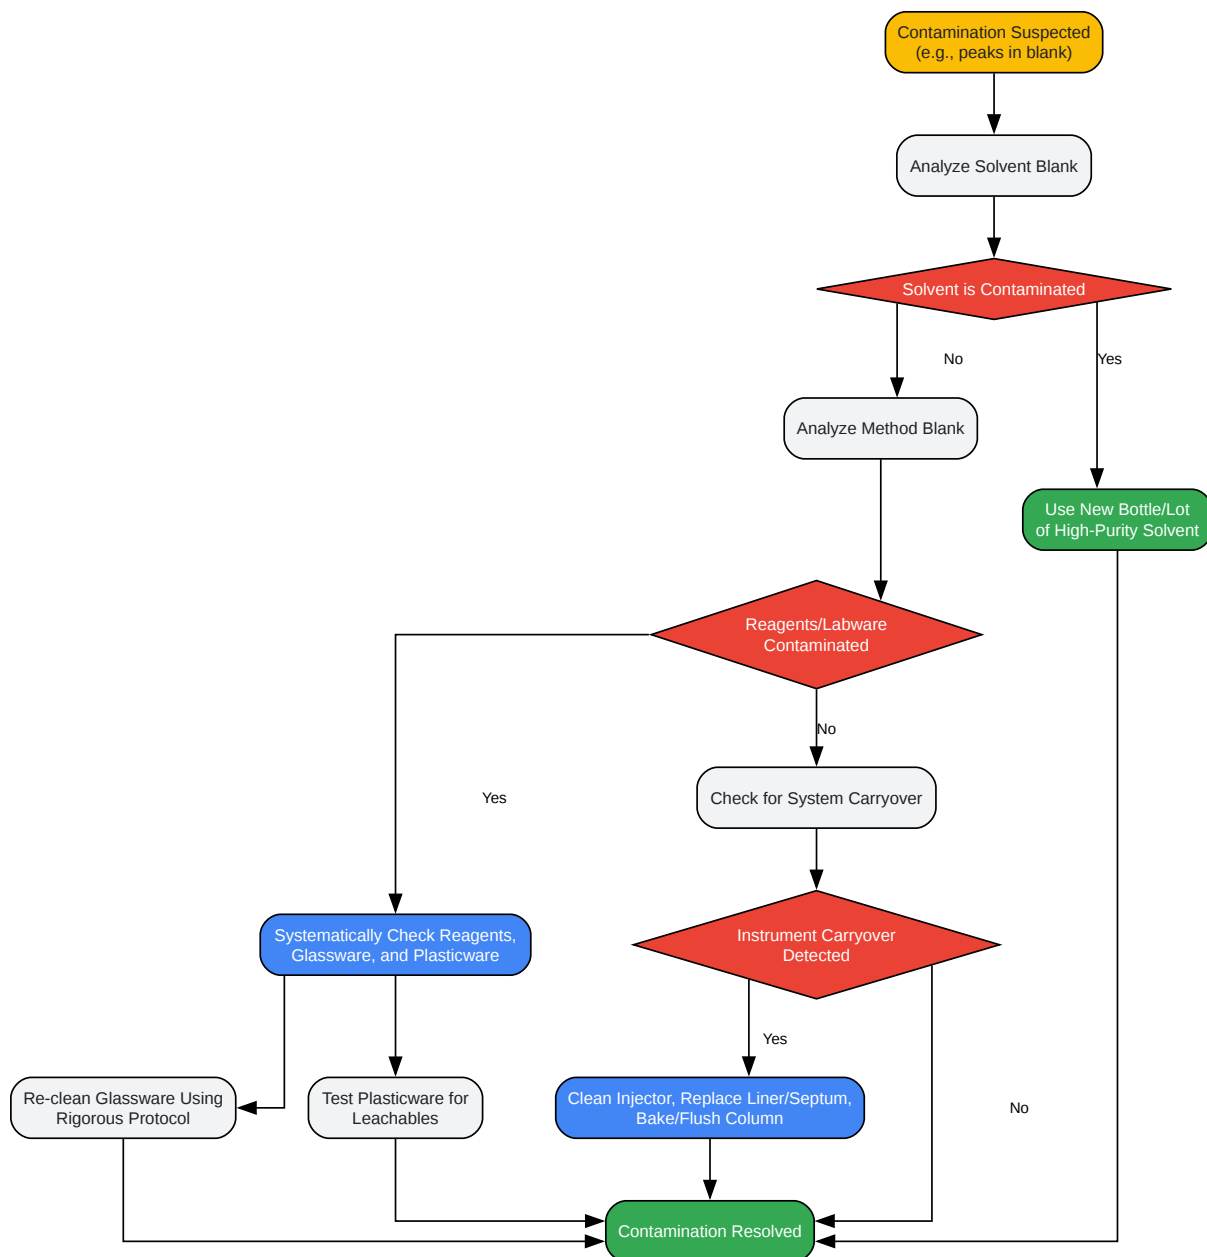 Contamination Suspected
(e.g., peaks in blank)
Analyze Solvent Blank
Solvent is Contaminated
No
Yes
Analyze Method Blank
Use New Bottle/Lot
of High-Purity Solvent
Reagents/Labware
Contaminated
No
Yes
Check for System Carryover
Systematically Check Reagents,
Glassware, and Plasticware
Instrument Carryover
Detected
Yes
No
Re-clean Glassware Using
Rigorous Protocol
Test Plasticware for
Leachables
Clean Injector, Replace Liner/Septum,
Bake/Flush Column
Contamination Resolved